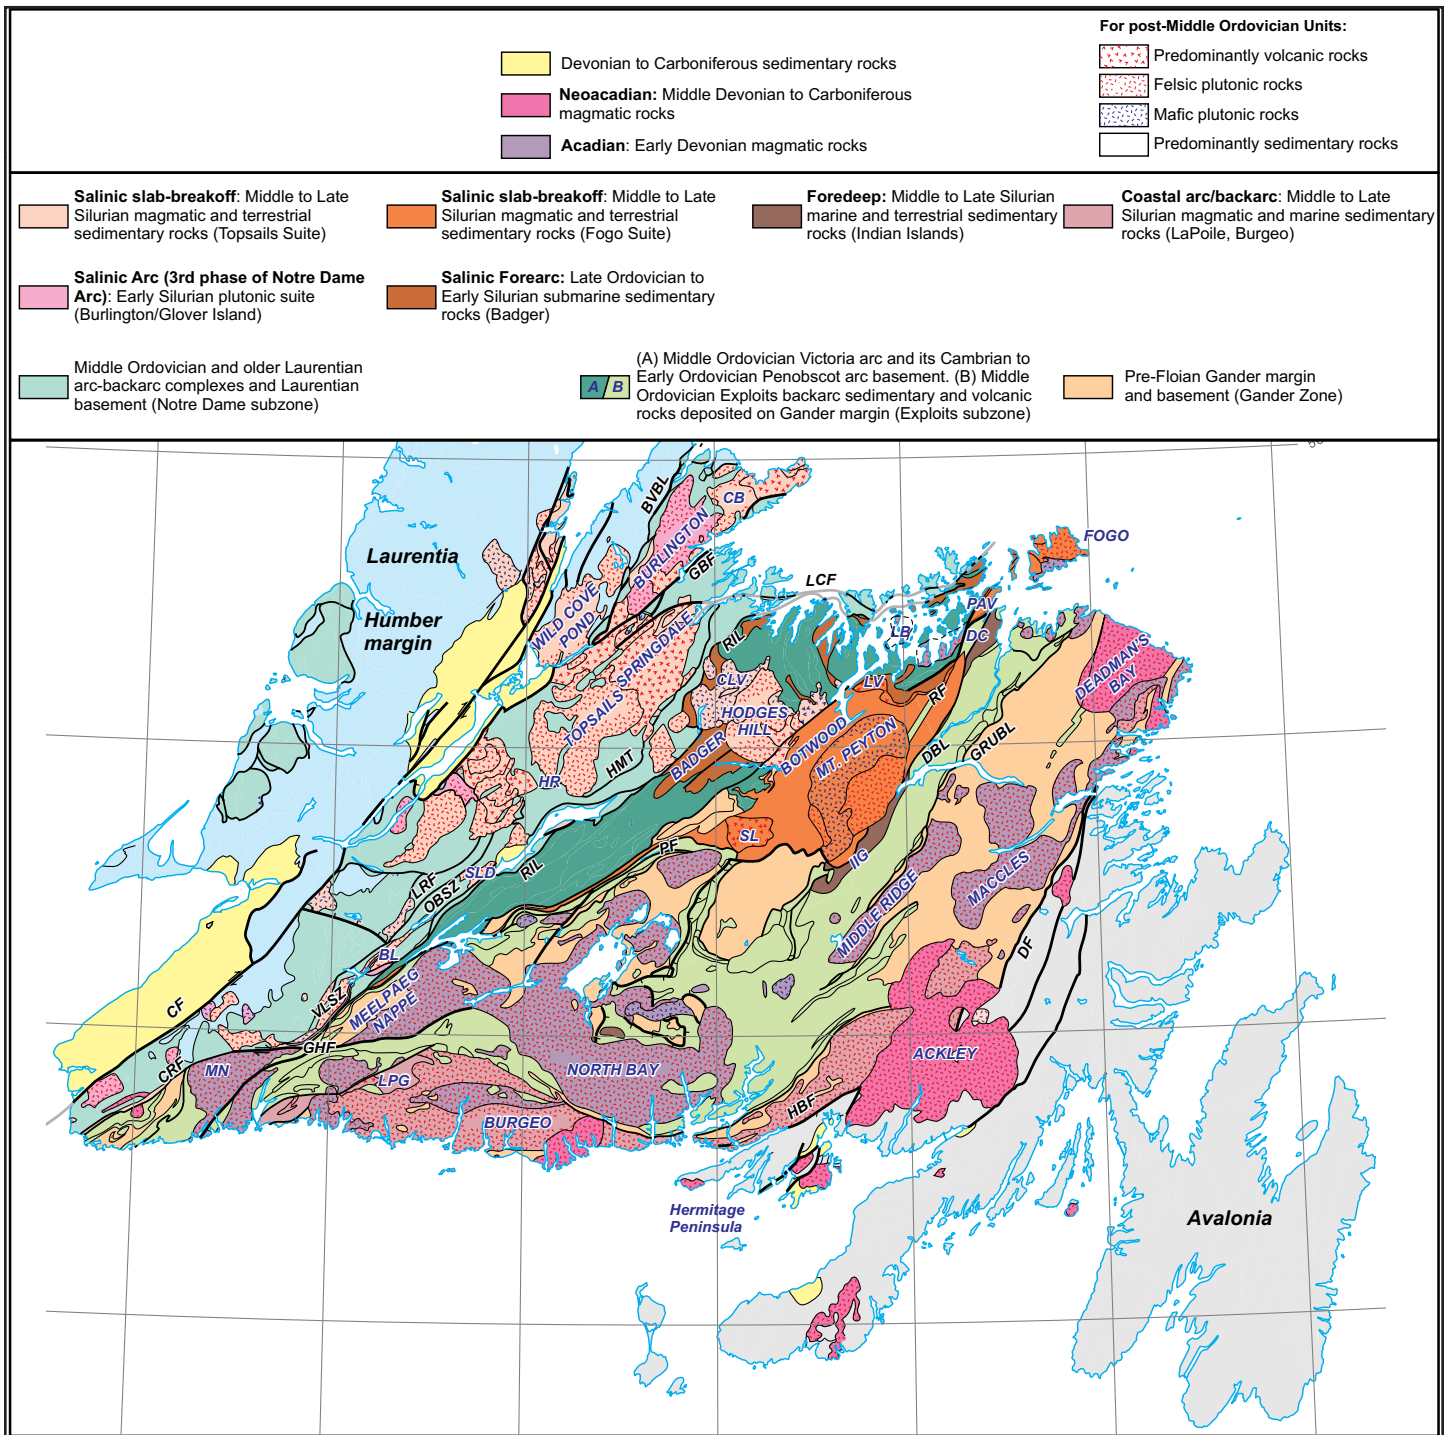 For post-Middle Ordovician Units:
Predominantly volcanic rocks
Felsic plutonic rocks
Mafic plutonic rocks
Predominantly sedimentary rocks
Devonian to Carboniferous sedimentary rocks
Neoacadian: Middle Devonian to Carboniferous
magmatic rocks
Acadian: Early Devonian magmatic rocks
Salinic slab-breakoff: Middle to Late
Silurian magmatic and terrestrial
sedimentary rocks (Topsails Suite)
Salinic slab-breakoff: Middle to Late
Silurian magmatic and terrestrial
sedimentary rocks (Fogo Suite)
Foredeep: Middle to Late Silurian
marine and terrestrial sedimentary
rocks (Indian Islands)
Coastal arc/backarc: Middle to Late
Silurian magmatic and marine sedimentary
rocks (LaPoile, Burgeo)
Salinic Arc (3rd phase of Notre Dame
Arc): Early Silurian plutonic suite
(Burlington/Glover Island)
Salinic Forearc: Late Ordovician to
Early Silurian submarine sedimentary
rocks (Badger)
Middle Ordovician and older Laurentian
arc-backarc complexes and Laurentian
basement (Notre Dame subzone)
A B
(A) Middle Ordovician Victoria arc and its Cambrian to
Early Ordovician Penobscot arc basement. (B) Middle
Ordovician Exploits backarc sedimentary and volcanic
rocks deposited on Gander margin (Exploits subzone)
Pre-Floian Gander margin
and basement (Gander Zone)
BVBL
CB
Laurentia
BURLINGTON
FOGO
GBF
LCF
Humber
margin
WILD COVE
POND
PAV
LB
DC
RIL
SPRINGDALE
CLV
LV
DEADMAN'S
BAY
RF
HODGES
HILL
TOPSAILS
BOTWOOD
MT. PEYTON
HMT
BADGER
DBL
GRUBL
HR
SL
PF
IIG
SLD
RIL
LRF
OBSZ
MIDDLE RIDGE
MACCLES
DF
BL
VLSZ
MEELPAEG
NAPPE
CF
GHF
CRF
MN
LPG
NORTH BAY
ACKLEY
BURGEO
HBF
Hermitage
Peninsula
Avalonia